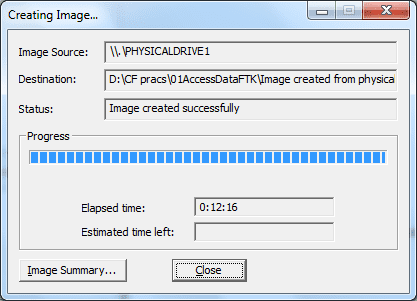 Creating Image...
Image Source: \\.\PHYSICALDRIVE1
Destination: D:\CF pracs\01AccessDataFTK\Image created from physical
Status: Image created successfully
Progress
Elapsed time: 0:12:16
Estimated time left:
Image Summary... Close